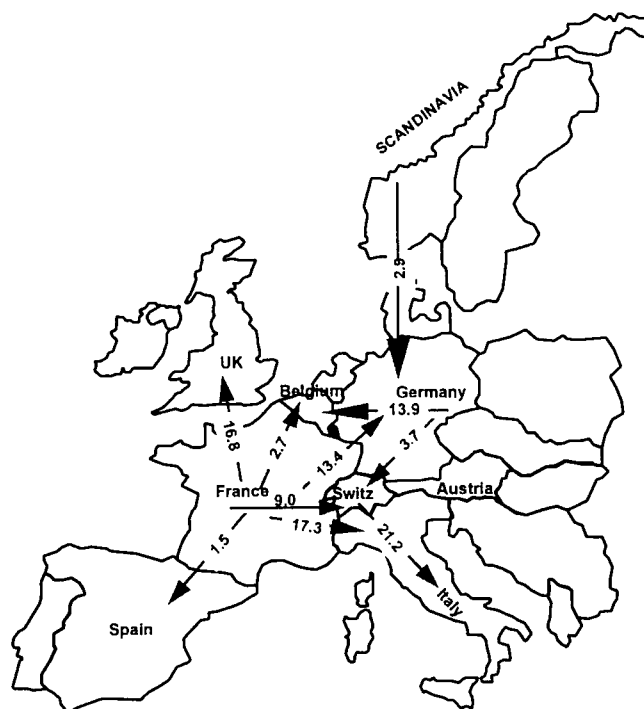 SCANDINAVIA
2.9
UK
Belgium
Germany
13.9
16.8
2.7
13.4
3.7
France
9.0
Switz
Austria
17.3
21.2
1.5
Italy
Spain